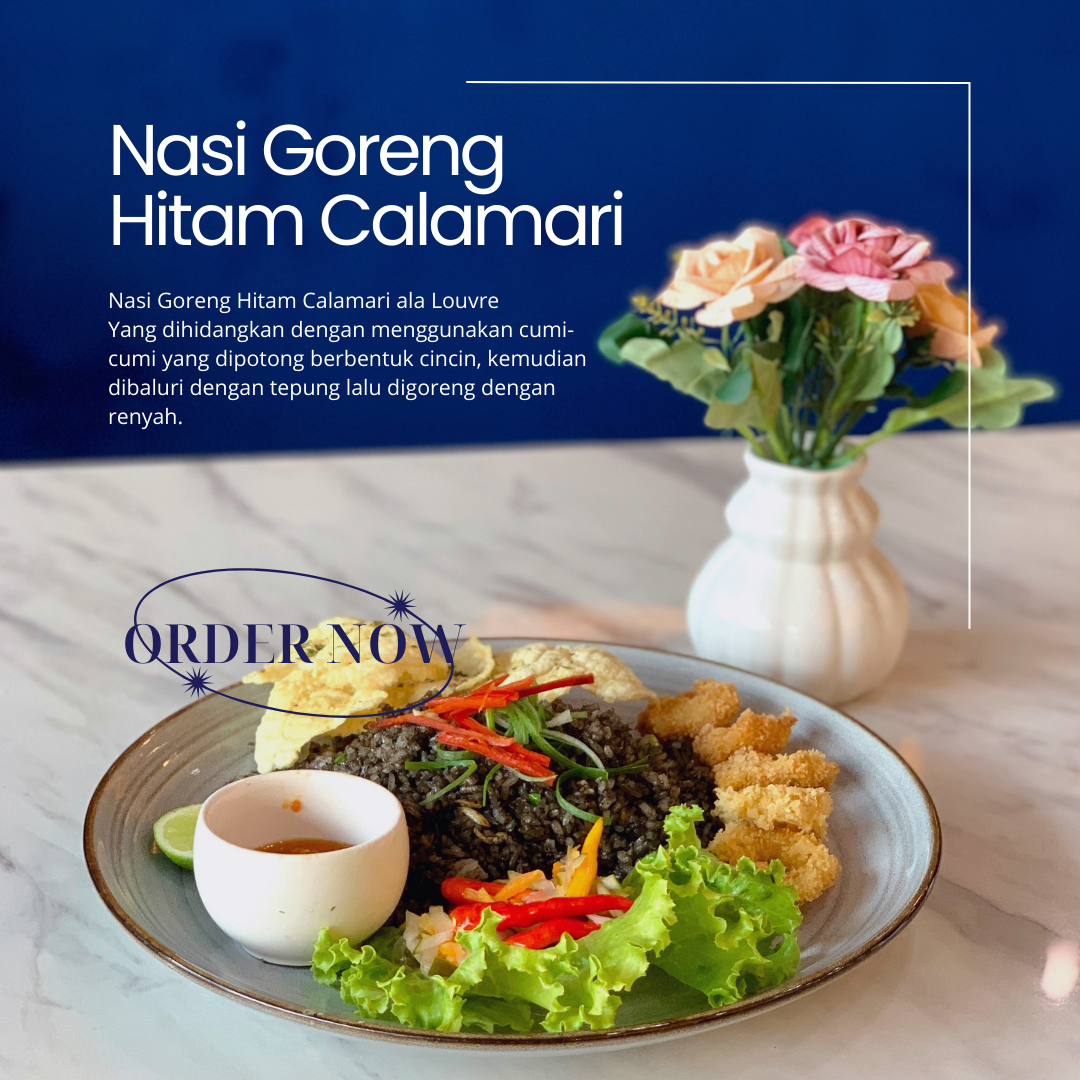 Nasi Goreng
Hitam Calamari
Nasi Goreng Hitam Calamari ala Louvre
Yang dihidangkan dengan menggunakan cumi-
cumi yang dipotong berbentuk cincin, kemudian
dibaluri dengan tepung lalu digoreng dengan
renyah.
ORDER NOW